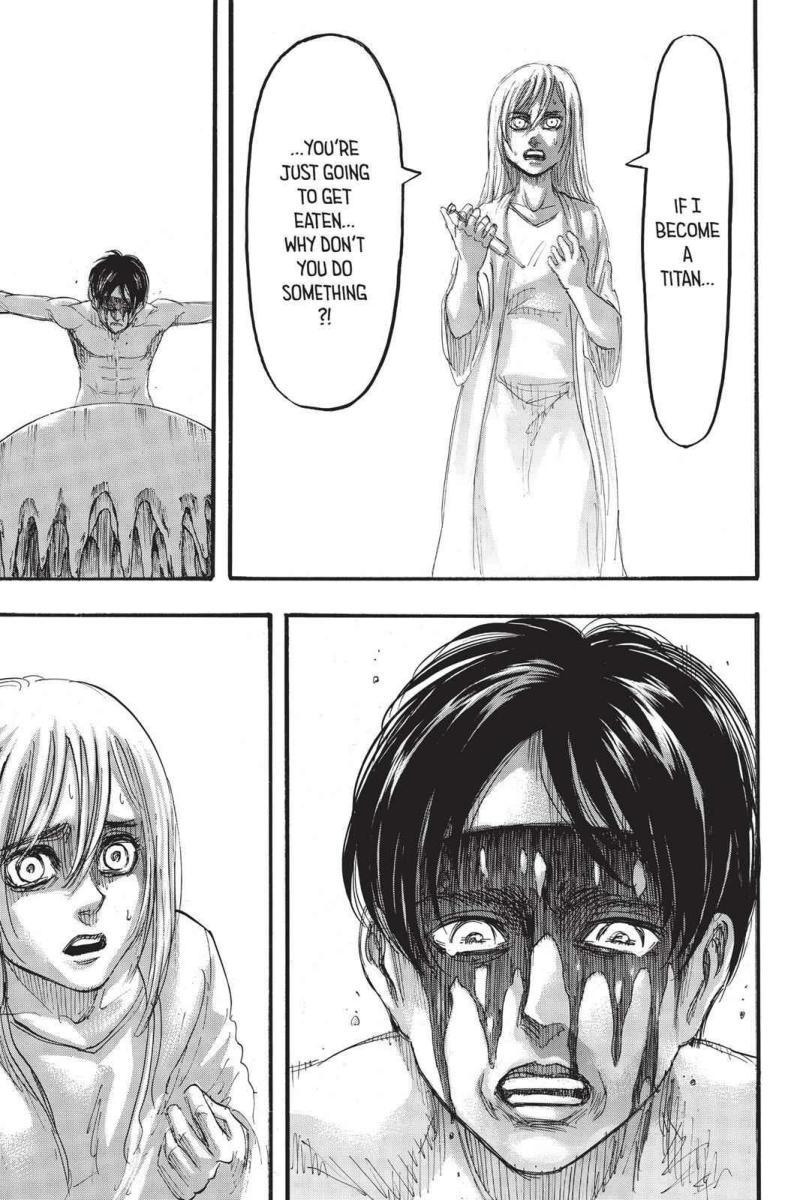 IF I
BECOME
A
TITAN...
...YOU'RE
JUST GOING
TO GET
EATEN...
WHY DON'T
YOU DO
SOMETHING
?!